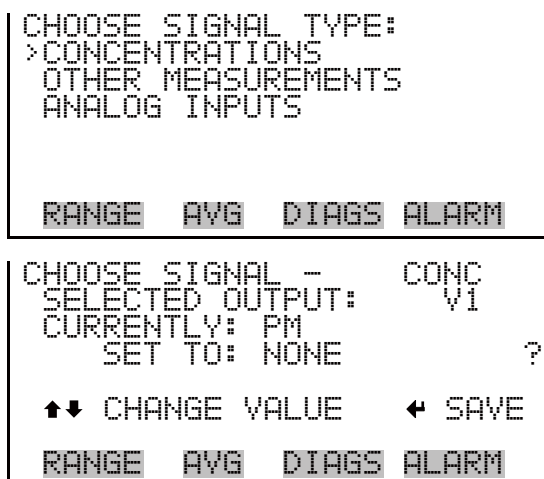 CHOOSE SIGNAL TYPE:
>CONCENTRATIONS
OTHER MEASUREMENTS
ANALOG INPUTS
RANGE AVG DIAGS ALARM
CHOOSE SIGNAL - CONC
SELECTED OUTPUT: V1
CURRENTLY: PM
SET TO: NONE ?
⬆⬇ CHANGE VALUE ↵ SAVE
RANGE AVG DIAGS ALARM